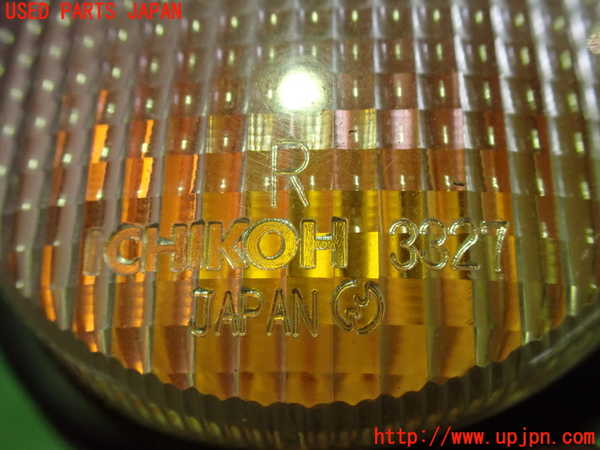 USED PARTS JAPAN
R
ICHIKOH 3327
JAPAN
http://www.upjpn.com/